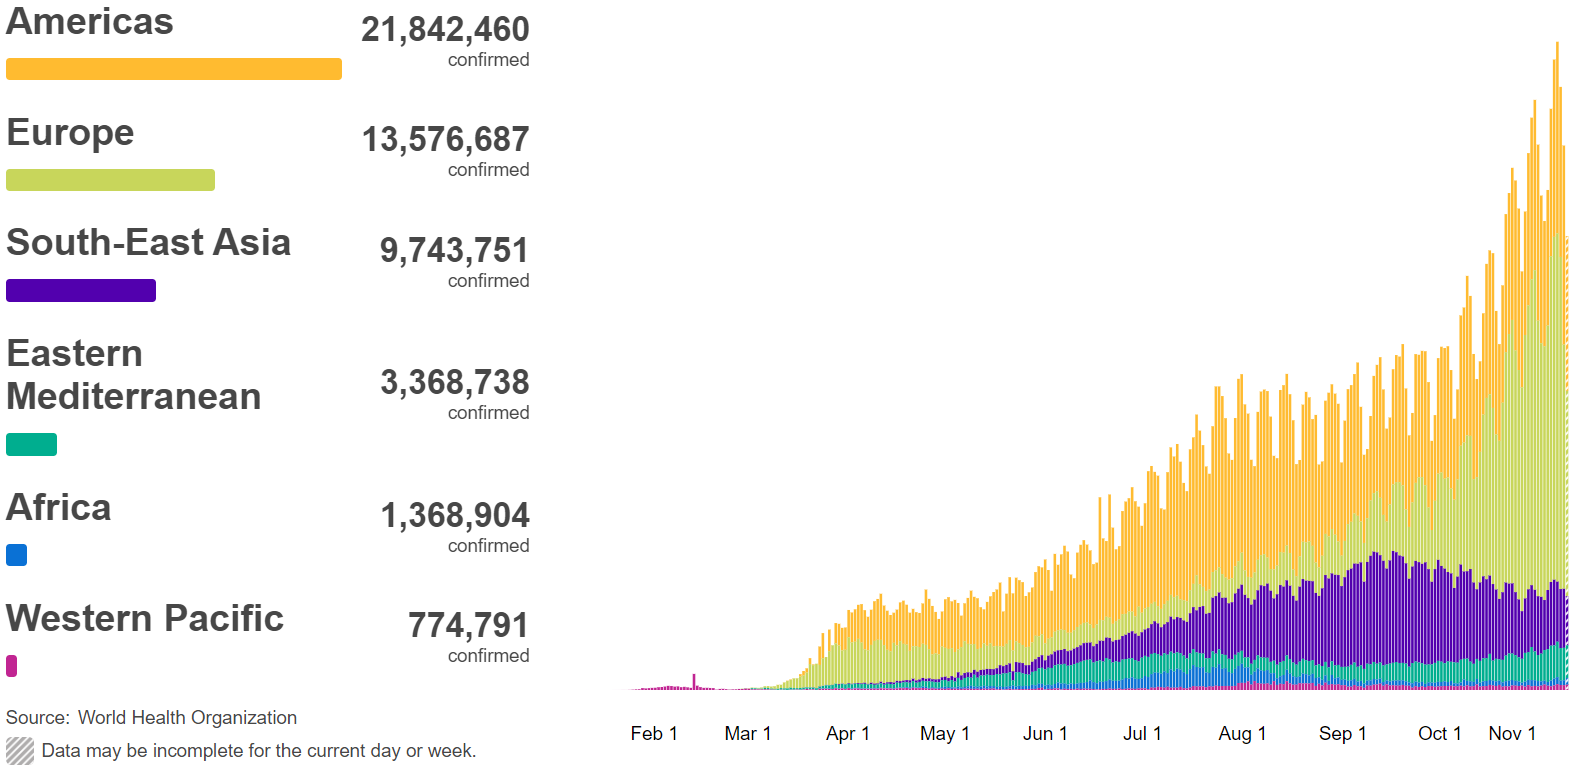 Americas
21,842,460
confirmed
Europe
13,576,687
confirmed
South-East Asia
9,743,751
confirmed
Eastern
Mediterranean
3,368,738
confirmed
Africa
1,368,904
confirmed
Western Pacific
774,791
confirmed
Source: World Health Organization
Data may be incomplete for the current day or week.
Feb 1 Mar 1 Apr 1 May 1 Jun 1 Jul 1 Aug 1 Sep 1 Oct 1 Nov 1